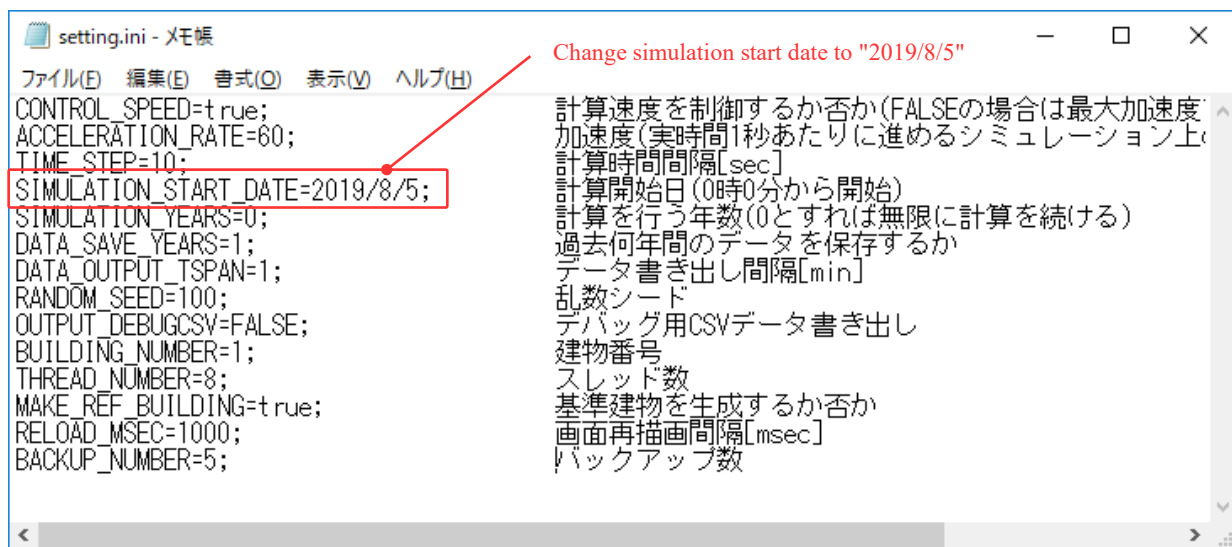 setting.ini - メモ帳
Change simulation start date to "2019/8/5"
ファイル(F) 編集(E) 書式(O) 表示(V) ヘルプ(H)
CONTROL_SPEED=true; 計算速度を制御するか否か(FALSEの場合は最大加速度
ACCELERATION_RATE=60; 加速度(実時間1秒あたりに進めるシミュレーション上
TIME_STEP=10; 計算時間間隔[sec]
SIMULATION_START_DATE=2019/8/5; 計算開始日(0時0分から開始)
SIMULATION_YEARS=0; 計算を行う年数(0とすれば無限に計算を続ける)
DATA_SAVE_YEARS=1; 過去何年間のデータを保存するか
DATA_OUTPUT_TSPAN=1; データ書き出し間隔[min]
RANDOM_SEED=100; 乱数シード
OUTPUT_DEBUGCSV=FALSE; デバッグ用CSVデータ書き出し
BUILDING_NUMBER=1; 建物番号
THREAD_NUMBER=8; スレッド数
MAKE_REF_BUILDING=true; 基準建物を生成するか否か
RELOAD_MSEC=1000; 画面再描画間隔[msec]
BACKUP_NUMBER=5; バックアップ数